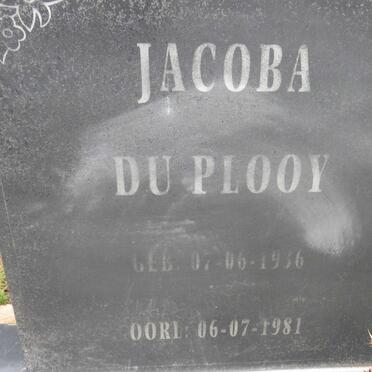 JACOBA
DU PLOOY
GEB: 07-06-1936
OORL: 06-07-1981